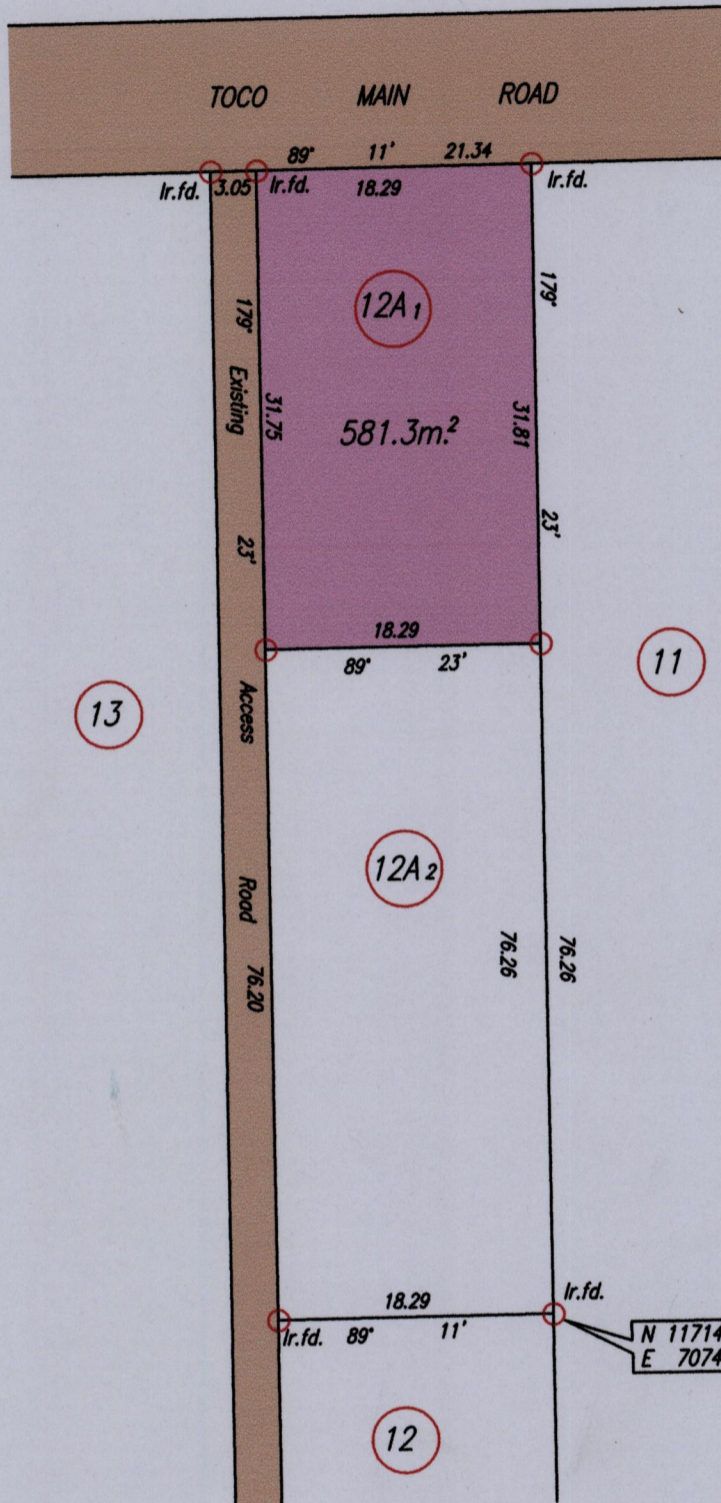 TOCO MAIN ROAD
89° 11' 21.34
Ir.fd. 3.05 Ir.fd. 18.29 Ir.fd.
12A1
179° 23'
Existing Access Road
31.75
581.3m.²
31.81
179° 23'
18.29
89° 23'
13
11
12A2
76.20
76.26
76.26
18.29
Ir.fd.
Ir.fd. 89° 11'
N 11714
E 7074
12